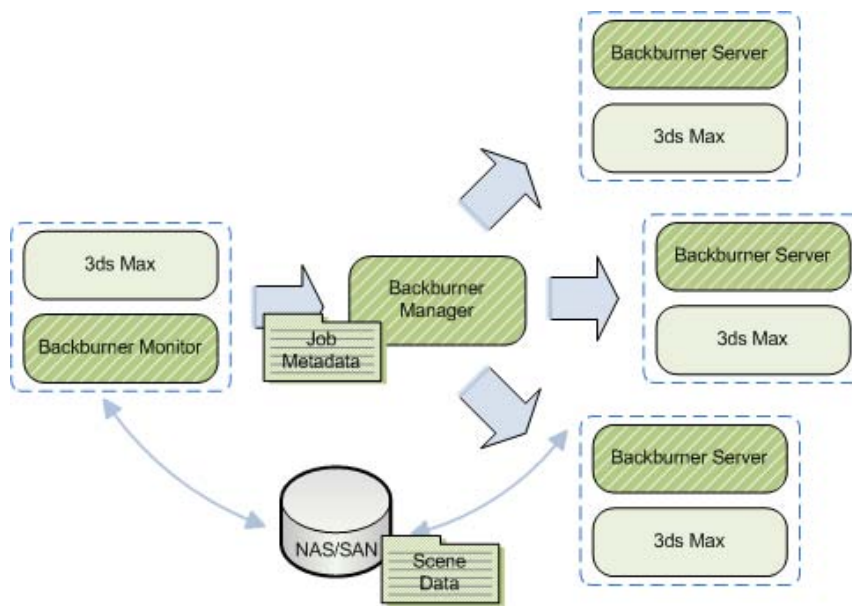 Backburner Server
3ds Max
3ds Max
Backburner Monitor
Job
Metadata
Backburner
Manager
Backburner Server
3ds Max
Backburner Server
3ds Max
NAS/SAN
Scene
Data